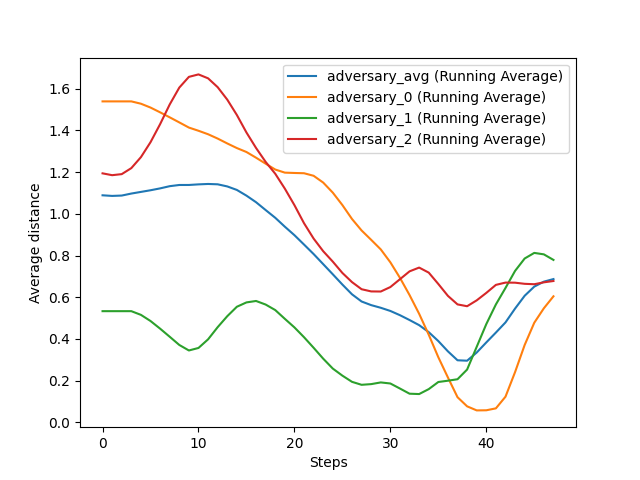 adversary_avg (Running Average)
adversary_0 (Running Average)
adversary_1 (Running Average)
adversary_2 (Running Average)
Average distance
1.6
1.4
1.2
1.0
0.8
0.6
0.4
0.2
0.0
0 10 20 30 40
Steps